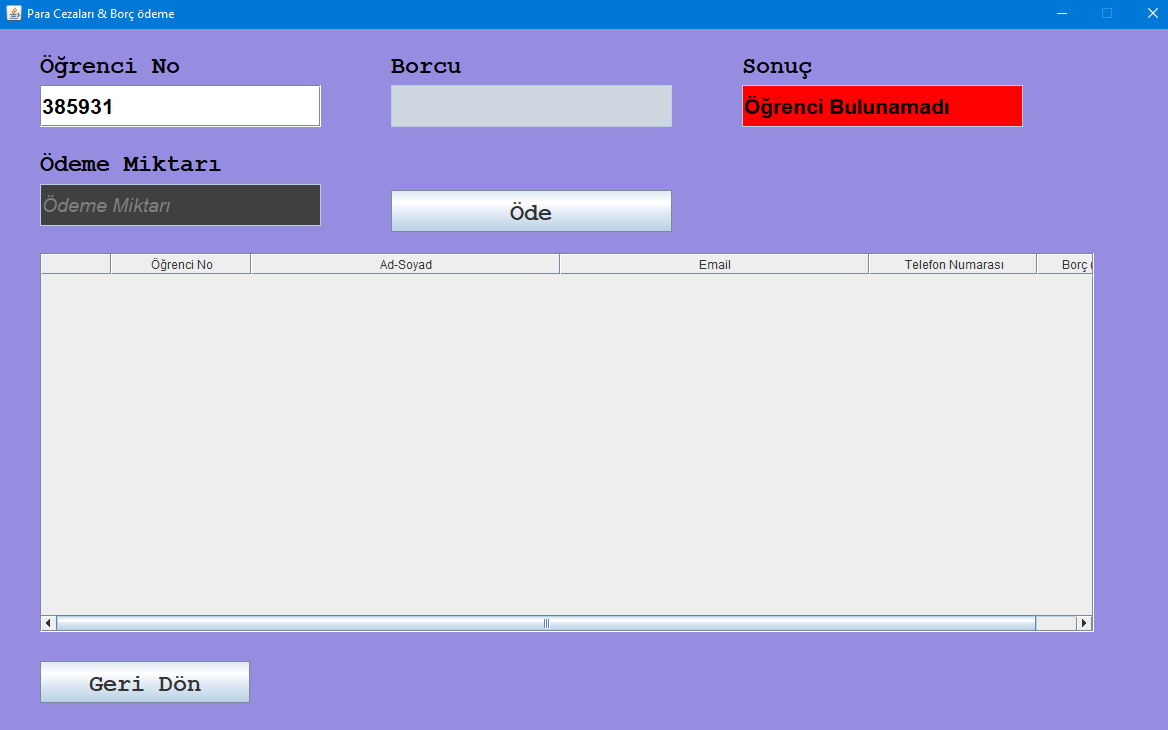 Para Cezaları & Borç ödeme
Öğrenci No
Borcu
Sonuç
385931
Öğrenci Bulunamadı
Ödeme Miktarı
Ödeme Miktarı
Öde
Öğrenci No
Ad-Soyad
Email
Telefon Numarası
Borç (
Geri Dön